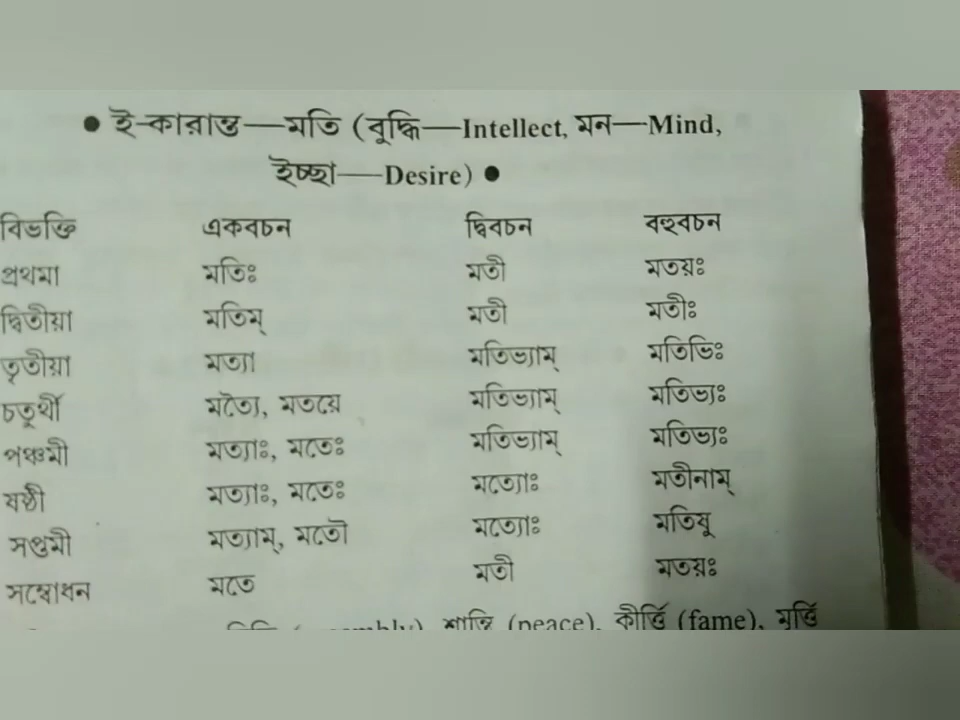 ● ই-কারান্ত—মতি (বুদ্ধি—Intellect, মন—Mind,
ইচ্ছা—Desire) ●
বিভক্তি একবচন দ্বিবচন বহুবচন
প্রথমা মতিঃ মতী মতয়ঃ
দ্বিতীয়া মতিম্ মতী মতীঃ
তৃতীয়া মত্যা মতিভ্যাম্ মতিভিঃ
চতুর্থী মত্যৈ, মতয়ে মতিভ্যাম্ মতিভ্যঃ
পঞ্চমী মত্যাঃ, মতেঃ মতিভ্যাম্ মতিভ্যঃ
ষষ্ঠী মত্যাঃ, মতেঃ মত্যোঃ মতীনাম্
সপ্তমী মত্যাম্, মতৌ মত্যোঃ মতিষু
সম্বোধন মতে মতী মতয়ঃ
শান্তি (peace), কীর্ত্তি (fame), মূর্ত্তি